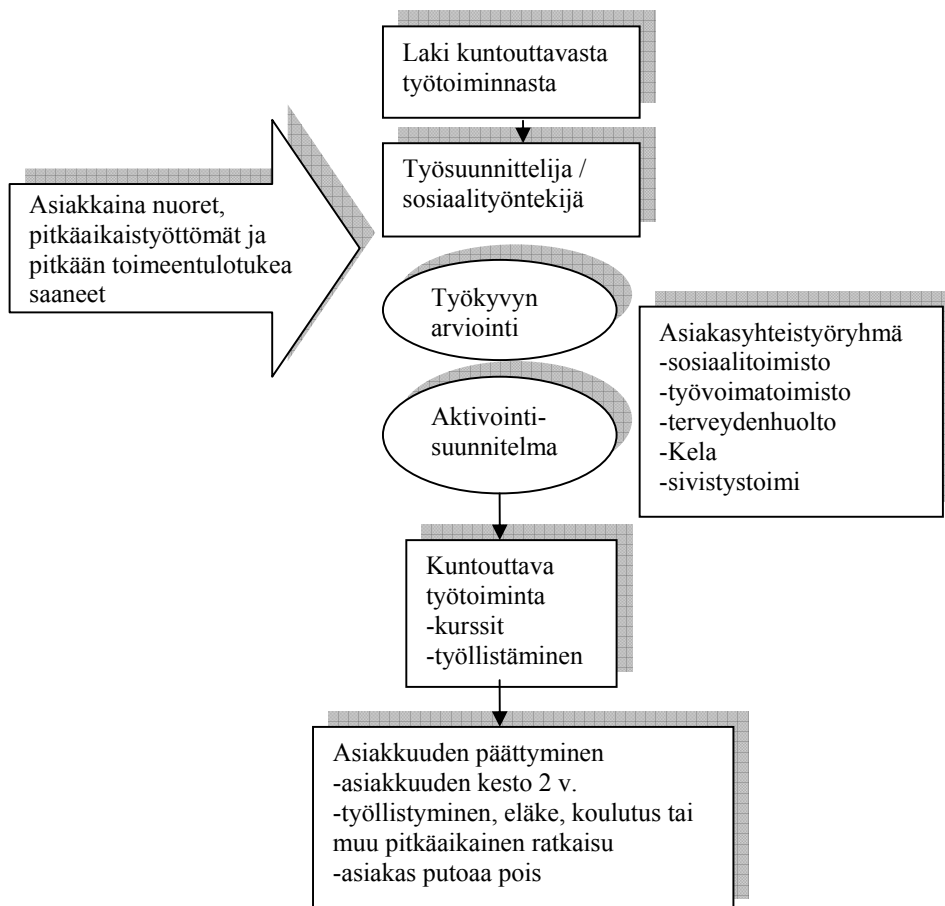 Laki kuntouttavasta
työtoiminnasta
Työsuunnittelija /
sosiaalityöntekijä
Asiakkaina nuoret,
pitkäaikaistyöttömät ja
pitkään toimeentulotukea
saaneet
Työkyvyn
arviointi
Asiakasyhteistyöryhmä
-sosiaalitoimisto
-työvoimatoimisto
-terveydenhuolto
-Kela
-sivistystoimi
Aktivointi-
suunnitelma
Kuntouttava
työtoiminta
-kurssit
-työllistäminen
Asiakkuuden päättyminen
-asiakkuuden kesto 2 v.
-työllistyminen, eläke, koulutus tai
muu pitkäaikainen ratkaisu
-asiakas putoaa pois